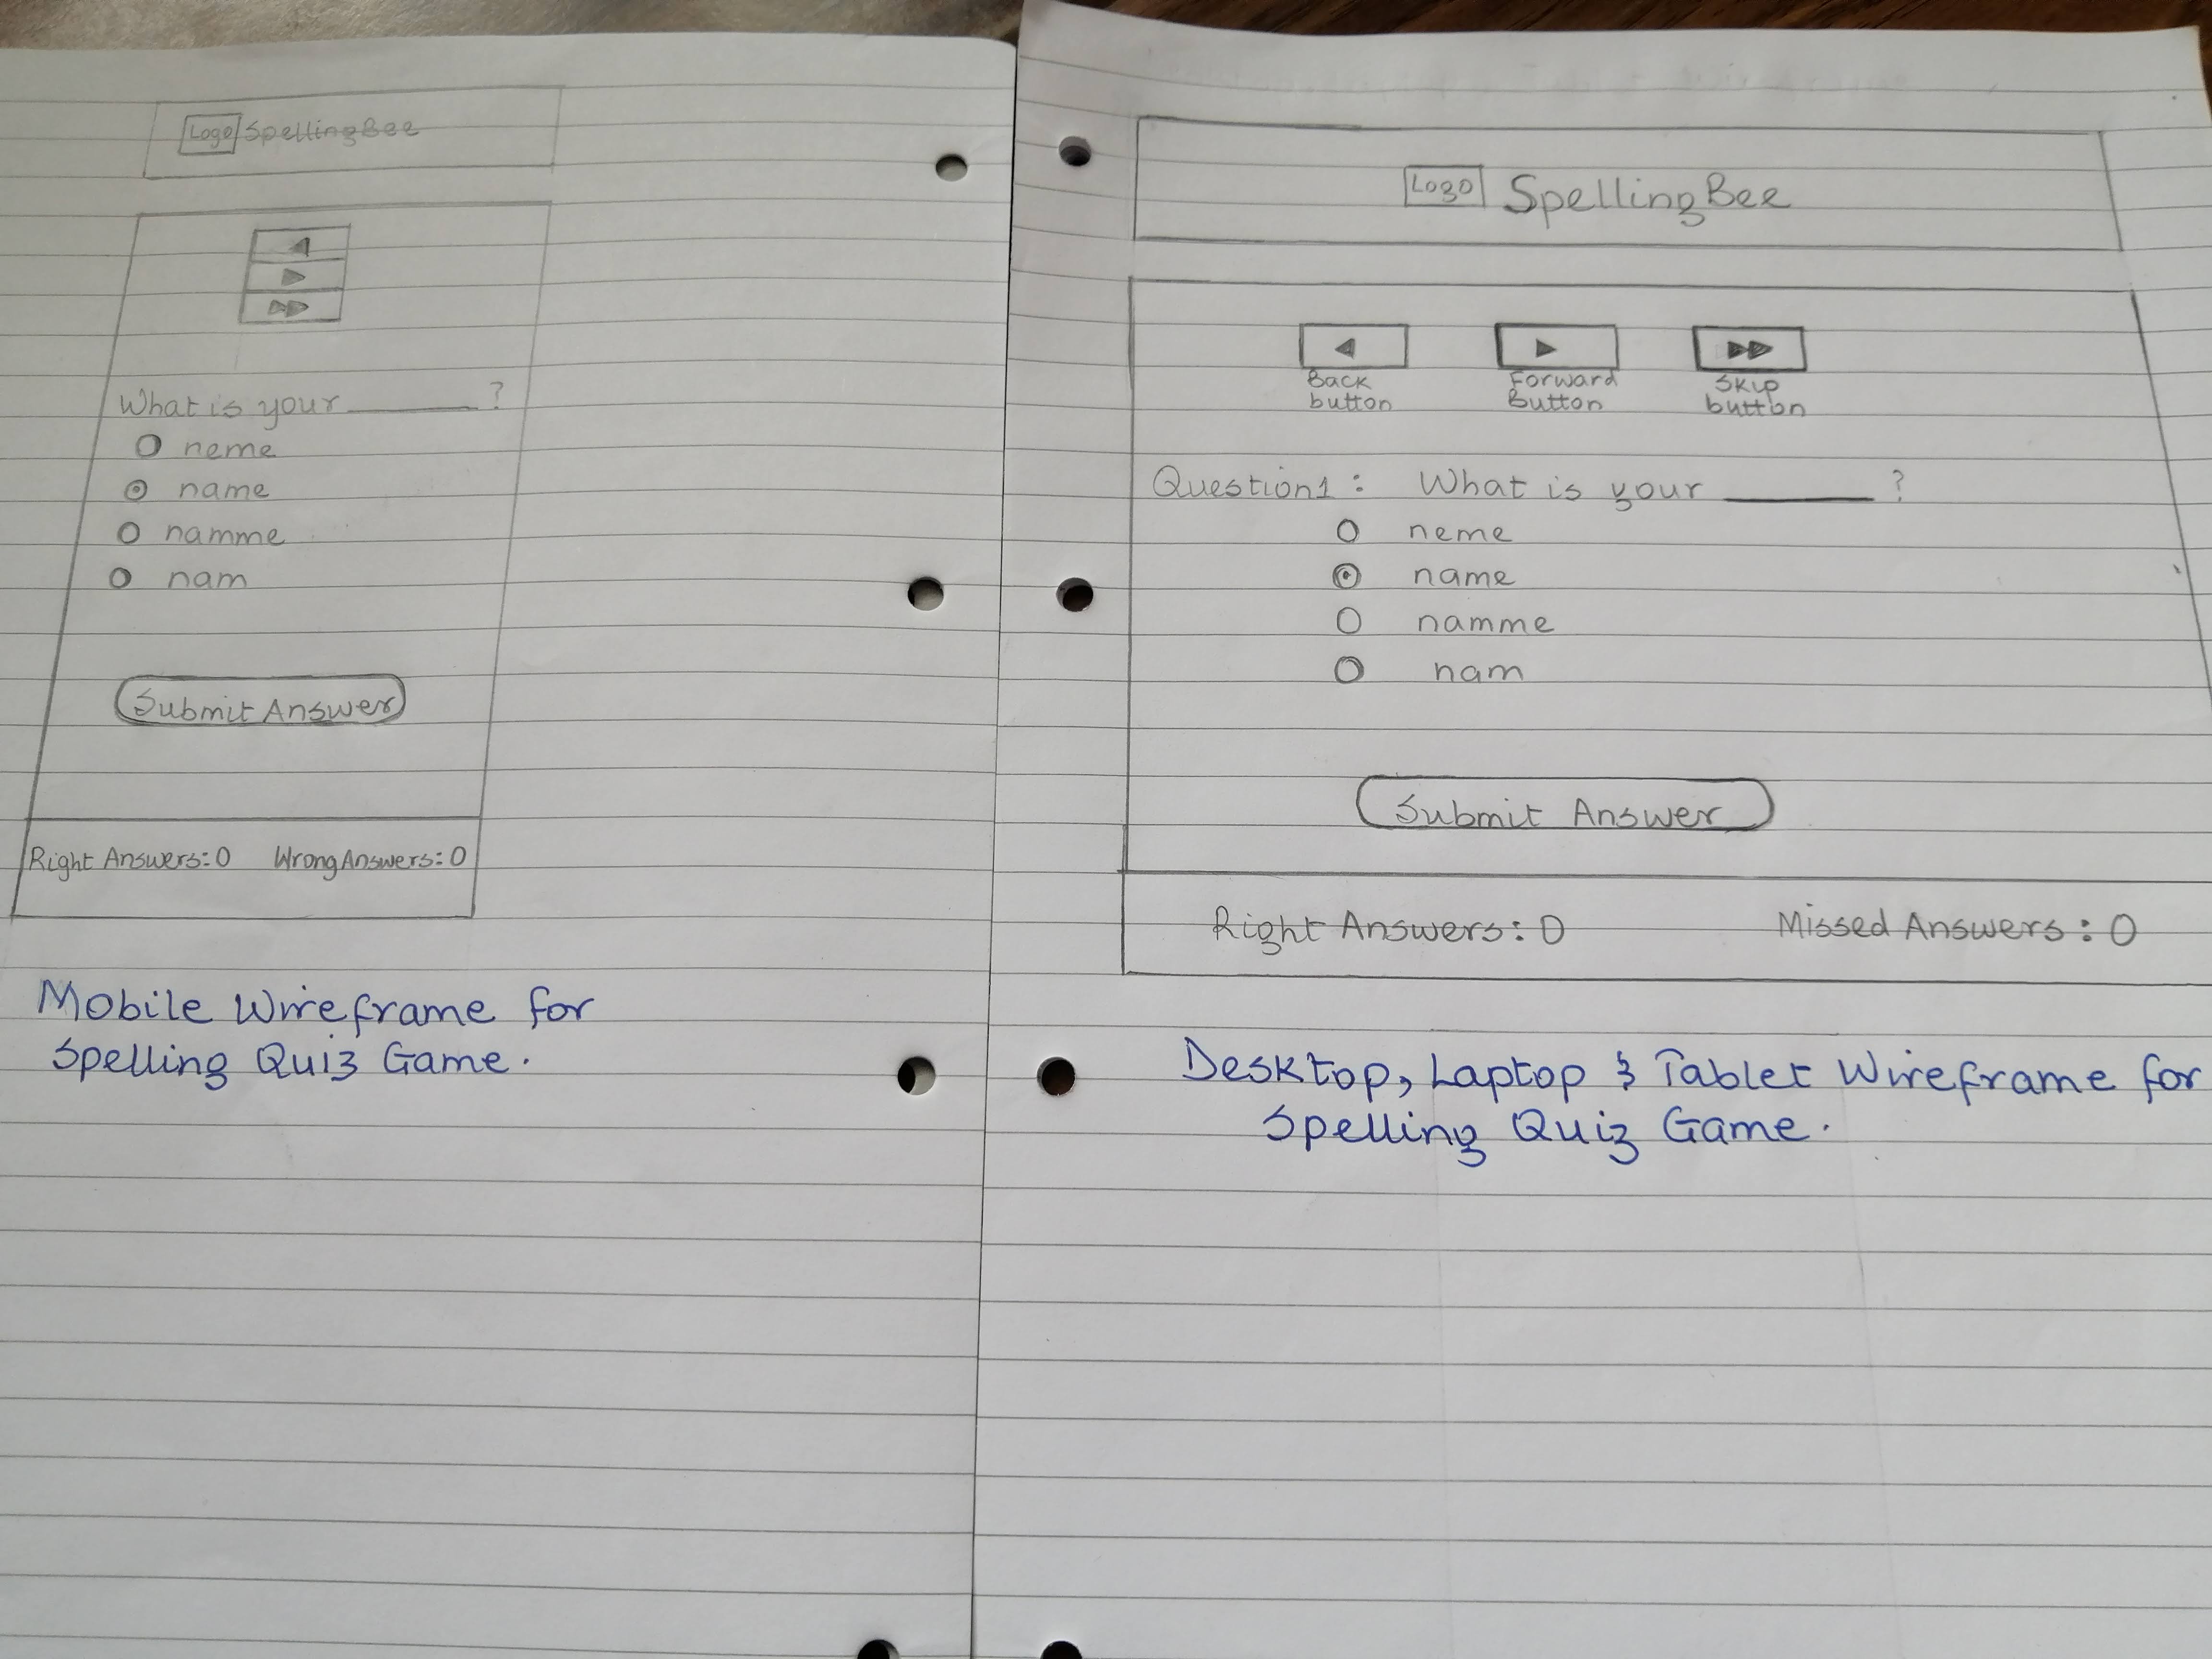 Logo SpellingBee
What is your ______ ?
neme
name
namme
nam
Submit Answer
Right Answers: 0 Wrong Answers: 0
Mobile Wireframe for
Spelling Quiz Game.
Logo SpellingBee
Back Forward Skip
button Button button
Question1: What is your ______ ?
neme
name
namme
nam
Submit Answer
Right Answers: 0 Missed Answers: 0
Desktop, Laptop & Tablet Wireframe for
Spelling Quiz Game.